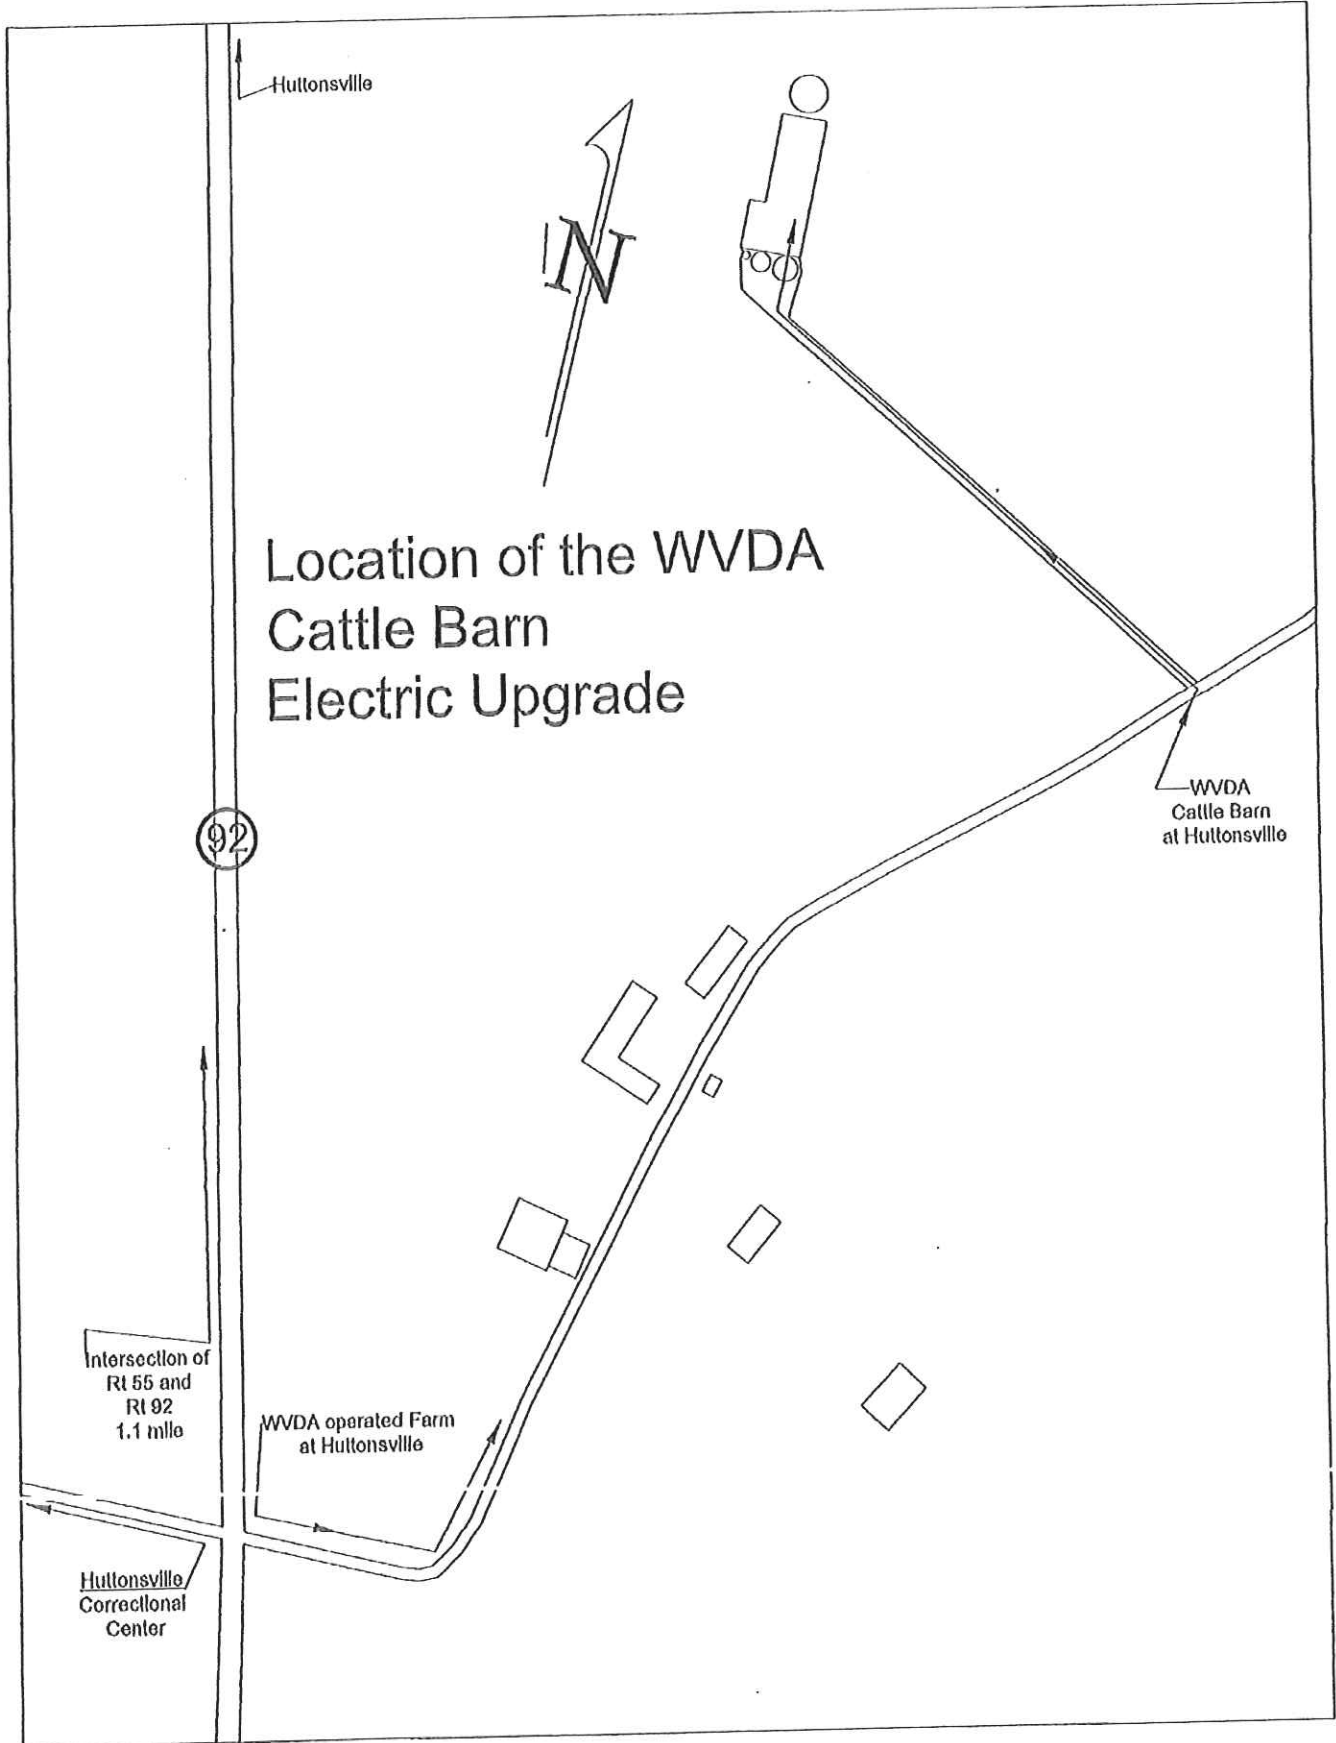 Huttonsville
N
Location of the WVDA
Cattle Barn
Electric Upgrade
WVDA
Cattle Barn
at Huttonsville
92
Intersection of
Rt 55 and
Rt 92
1.1 mile
WVDA operated Farm
at Huttonsville
Huttonsville
Correctional
Center